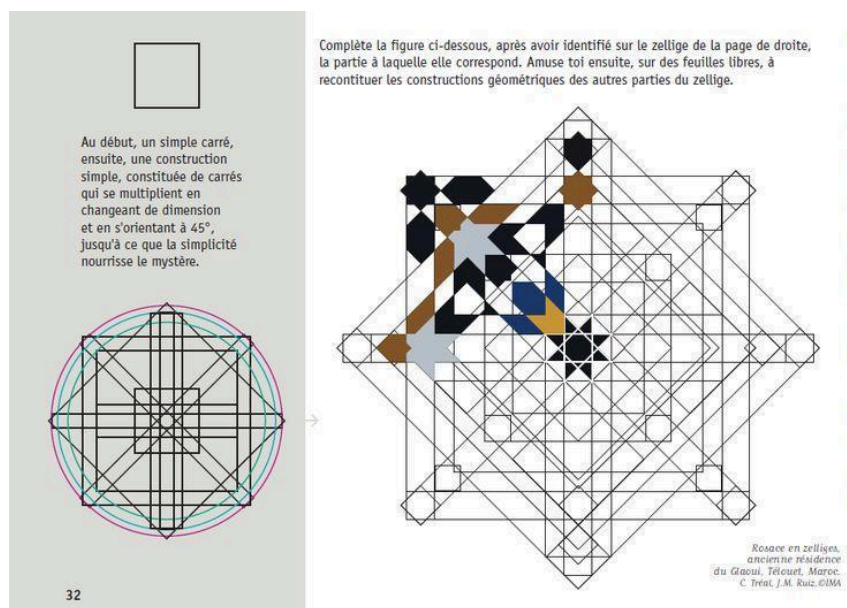 Complète la figure ci-dessous, après avoir identifié sur le zellige de la page de droite,
la partie à laquelle elle correspond. Amuse toi ensuite, sur des feuilles libres, à
recontituer les constructions géométriques des autres parties du zellige.
Au début, un simple carré,
ensuite, une construction
simple, constituée de carrés
qui se multiplient en
changeant de dimension
et en s'orientant à 45°,
jusqu'à ce que la simplicité
nourrisse le mystère.
Rosace en zelliges,
ancienne résidence
du Glaoui, Télouet, Maroc.
C. Tréal, J.M. Ruiz.©IMA
32